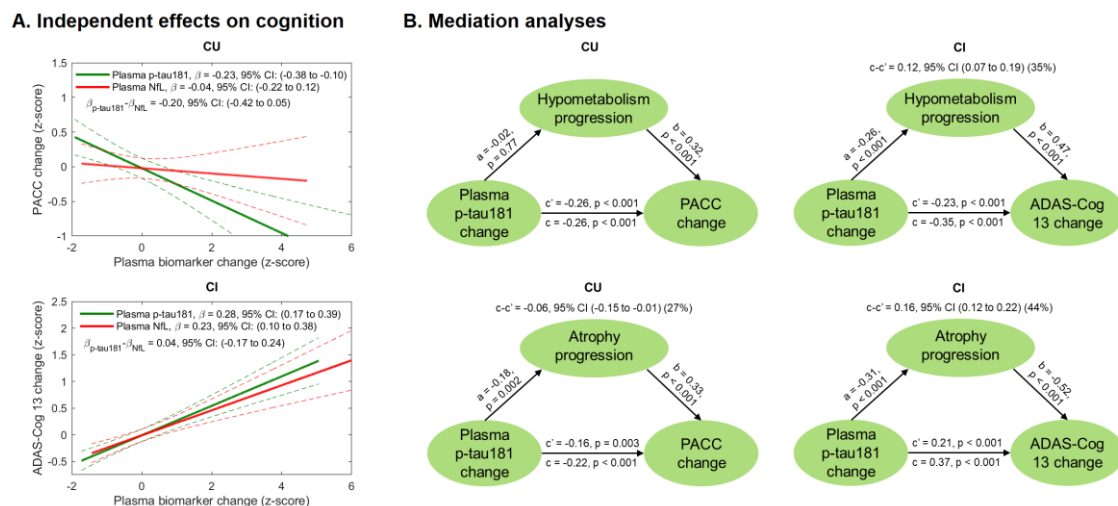 A. Independent effects on cognition
CU
Plasma p-tau181, β = -0.23, 95% CI: (-0.38 to -0.10)
Plasma NfL, β = -0.04, 95% CI: (-0.22 to 0.12)
βp-tau181-βNfL = -0.20, 95% CI: (-0.42 to 0.05)
PACC change (z-score)
1.5
1
0.5
0
-0.5
-1
-2 0 2 4 6
Plasma biomarker change (z-score)
CI
Plasma p-tau181, β = 0.28, 95% CI: (0.17 to 0.39)
Plasma NfL, β = 0.23, 95% CI: (0.10 to 0.38)
βp-tau181-βNfL = 0.04, 95% CI: (-0.17 to 0.24)
ADAS-Cog 13 change (z-score)
2.5
2
1.5
1
0.5
0
-0.5
-2 0 2 4 6
Plasma biomarker change (z-score)
B. Mediation analyses
CU
Hypometabolism
progression
a = -0.02,
p = 0.77
b = 0.32,
p < 0.001
Plasma
p-tau181
change
c' = -0.26, p < 0.001
c = -0.26, p < 0.001
PACC
change
CI
c-c' = 0.12, 95% CI (0.07 to 0.19) (35%)
Hypometabolism
progression
a = -0.26,
p < 0.001
b = 0.47,
p < 0.001
Plasma
p-tau181
change
c' = -0.23, p < 0.001
c = -0.35, p < 0.001
ADAS-Cog
13 change
CU
c-c' = -0.06, 95% CI (-0.15 to -0.01) (27%)
Atrophy
progression
a = -0.18,
p = 0.002
b = 0.33,
p < 0.001
Plasma
p-tau181
change
c' = -0.16, p = 0.003
c = -0.22, p < 0.001
PACC
change
CI
c-c' = 0.16, 95% CI (0.12 to 0.22) (44%)
Atrophy
progression
a = -0.31,
p < 0.001
b = -0.52,
p < 0.001
Plasma
p-tau181
change
c' = 0.21, p < 0.001
c = 0.37, p < 0.001
ADAS-Cog
13 change